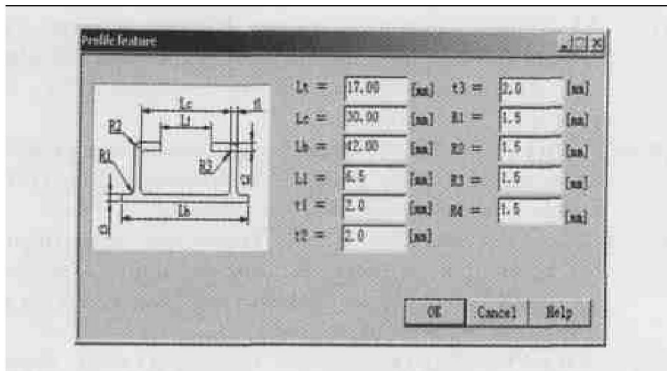 Profile feature
Lt = 17.00 [mm]
Lc = 30.00 [mm]
Lb = 42.00 [mm]
L1 = 6.5 [mm]
t1 = 2.0 [mm]
t2 = 2.0 [mm]
t3 = 2.0 [mm]
R1 = 1.5 [mm]
R2 = 1.5 [mm]
R3 = 1.5 [mm]
R4 = 1.5 [mm]
Lc
t1
Lt
R2
R1
R3
Lb
OK Cancel Help